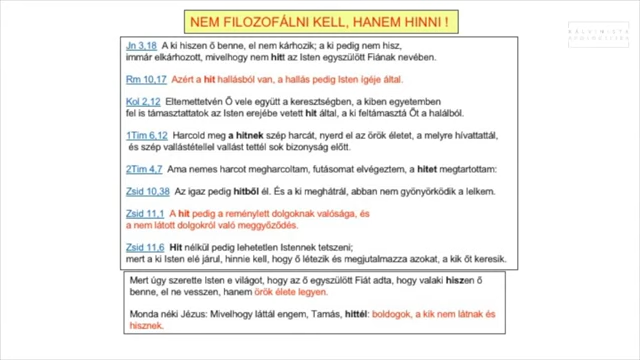 NEM FILOZOFÁLNI KELL, HANEM HINNI !
Jn 3,18 A ki hiszen ő benne, el nem kárhozik; a ki pedig nem hisz,
immár elkárhozott, mivelhogy nem hitt az Isten egyszülött Fiának nevében.
Rm 10,17 Azért a hit hallásból van, a hallás pedig Isten ígéje által.
Kol 2,12 Eltemettetvén Ő vele együtt a keresztségben, a kiben egyetemben
fel is támasztattatok az Isten erejébe vetett hit által, a ki feltámasztá Őt a halálból.
1Tim 6,12 Harcold meg a hitnek szép harcát, nyerd el az örök életet, a melyre hívattattál,
és szép vallástétellel vallást tettél sok bizonyság előtt.
2Tim 4,7 Ama nemes harcot megharcoltam, futásomat elvégeztem, a hitet megtartottam:
Zsid 10,38 Az igaz pedig hitből él. És a ki meghátrál, abban nem gyönyörködik a lelkem.
Zsid 11,1 A hit pedig a reménylett dolgoknak valósága, és
a nem látott dolgokról való meggyőződés.
Zsid 11,6 Hit nélkül pedig lehetetlen Istennek tetszeni;
mert a ki Isten elé járul, hinnie kell, hogy ő létezik és megjutalmazza azokat, a kik őt keresik.
Mert úgy szerette Isten e világot, hogy az ő egyszülött Fiát adta, hogy valaki hiszen ő
benne, el ne vesszen, hanem örök élete legyen.
Monda néki Jézus: Mivelhogy láttál engem, Tamás, hittél: boldogok, a kik nem látnak és
hisznek.